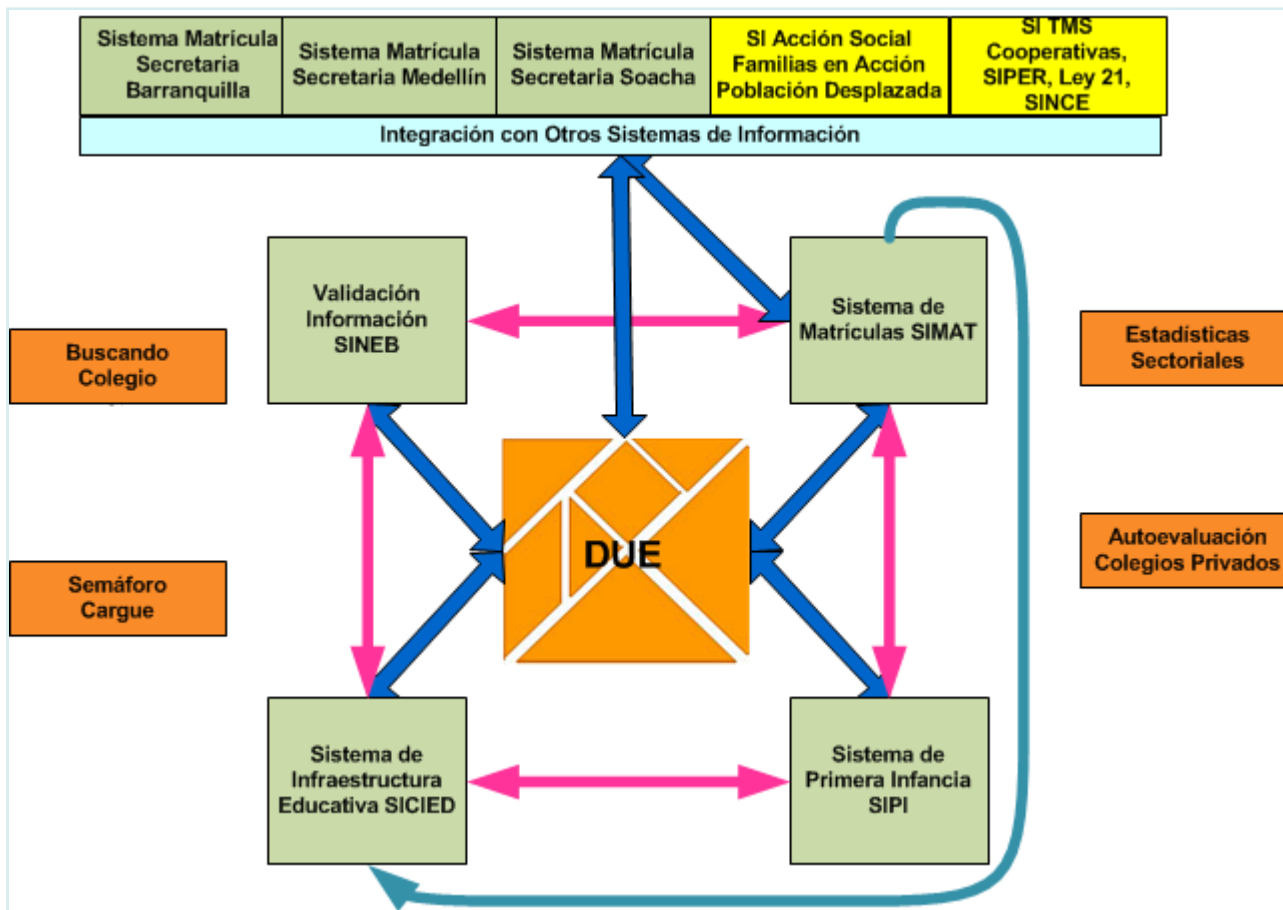 Sistema Matrícula
Secretaria
Barranquilla
Sistema Matrícula
Secretaria Medellín
Sistema Matrícula
Secretaria Soacha
SI Acción Social
Familias en Acción
Población Desplazada
SI TMS
Cooperativas,
SIPER, Ley 21,
SINCE
Integración con Otros Sistemas de Información
Validación
Información
SINEB
Sistema de
Matrículas SIMAT
Buscando
Colegio
Estadísticas
Sectoriales
DUE
Semáforo
Cargue
Autoevaluación
Colegios Privados
Sistema de
Infraestructura
Educativa SICIED
Sistema de
Primera Infancia
SIPI